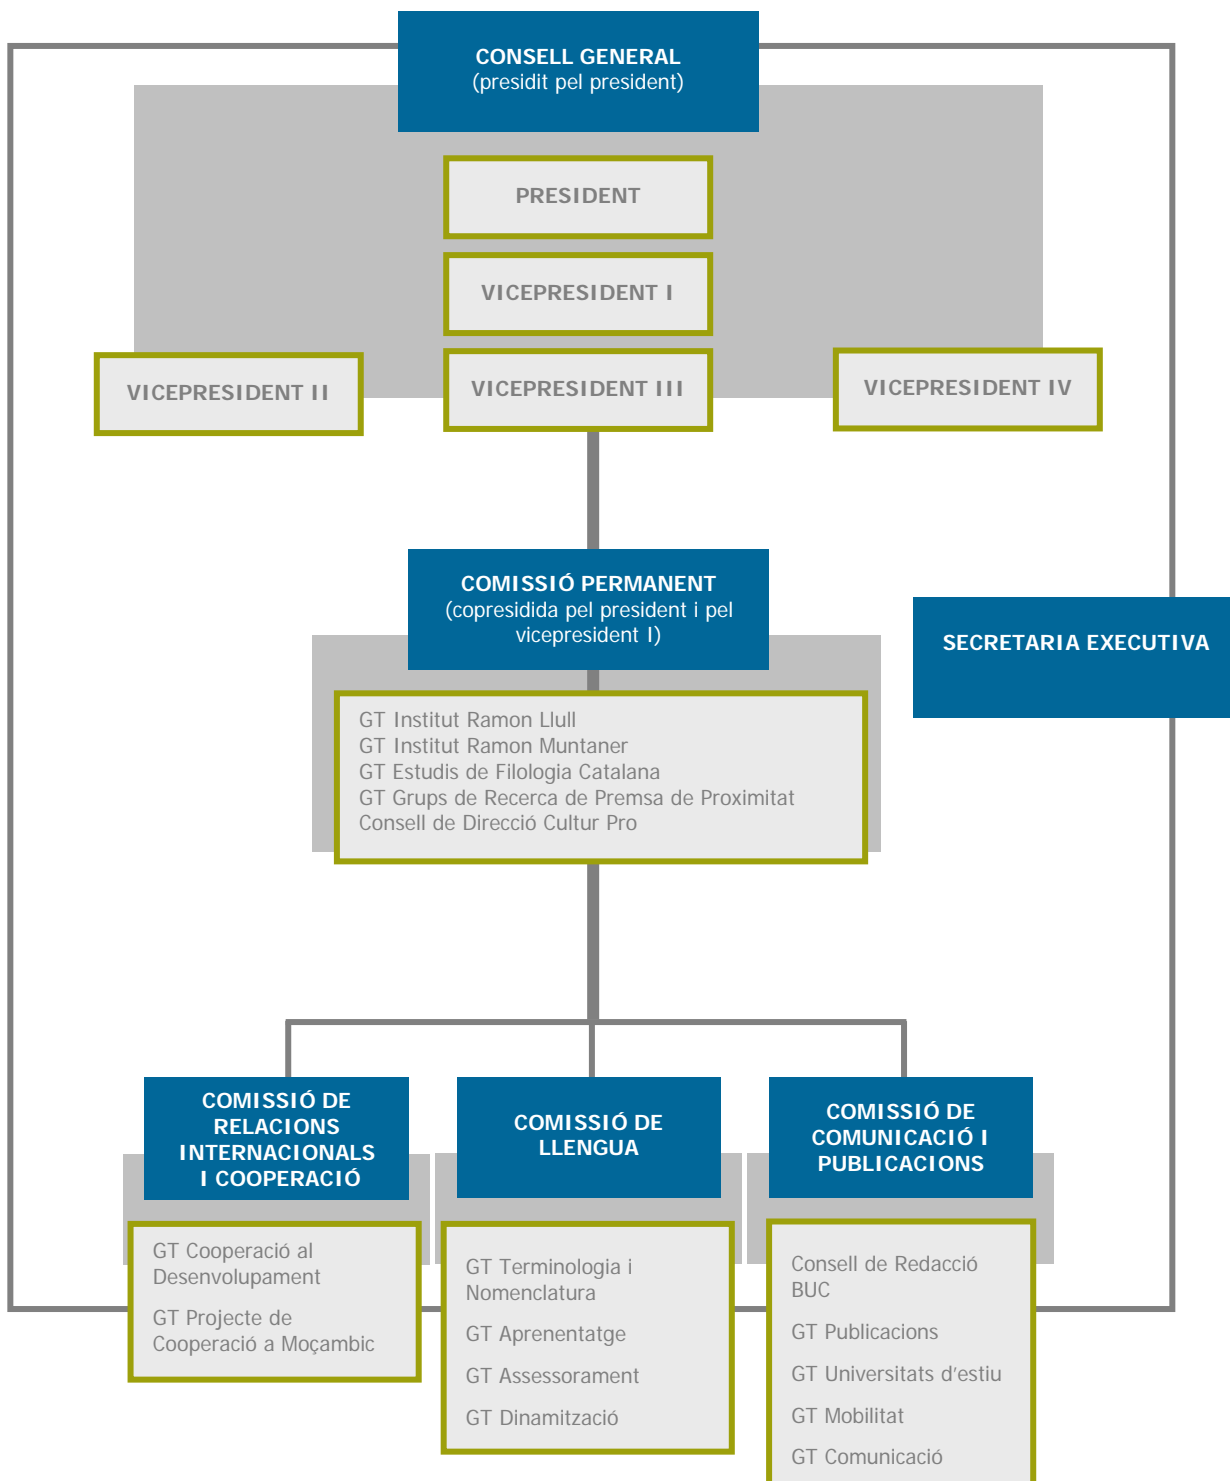 CONSELL GENERAL
(presidit pel president)
PRESIDENT
VICEPRESIDENT I
VICEPRESIDENT II
VICEPRESIDENT III
VICEPRESIDENT IV
COMISSIÓ PERMANENT
(copresidida pel president i pel
vicepresident I)
SECRETARIA EXECUTIVA
GT Institut Ramon Llull
GT Institut Ramon Muntaner
GT Estudis de Filologia Catalana
GT Grups de Recerca de Premsa de Proximitat
Consell de Direcció Cultur Pro
COMISSIÓ DE
RELACIONS
INTERNACIONALS
I COOPERACIÓ
GT Cooperació al
Desenvolupament
GT Projecte de
Cooperació a Moçambic
COMISSIÓ DE
LLENGUA
GT Terminologia i
Nomenclatura
GT Aprenentatge
GT Assessorament
GT Dinamització
COMISSIÓ DE
COMUNICACIÓ I
PUBLICACIONS
Consell de Redacció
BUC
GT Publicacions
GT Universitats d'estiu
GT Mobilitat
GT Comunicació